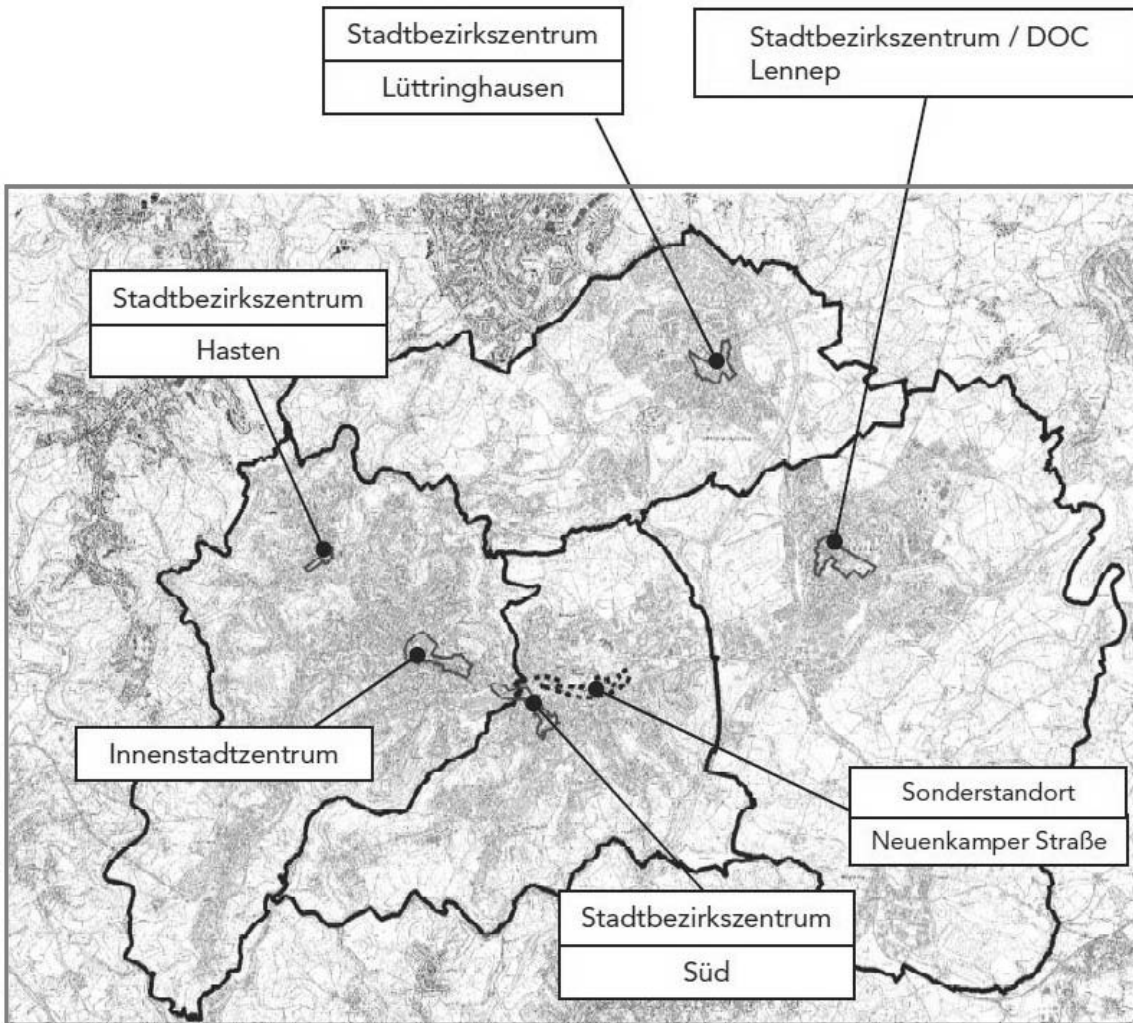 Stadtbezirkszentrum
Lüttringhausen
Stadtbezirkszentrum / DOC
Lennep
Stadtbezirkszentrum
Hasten
Innenstadtzentrum
Sonderstandort
Neuenkamper Straße
Stadtbezirkszentrum
Süd